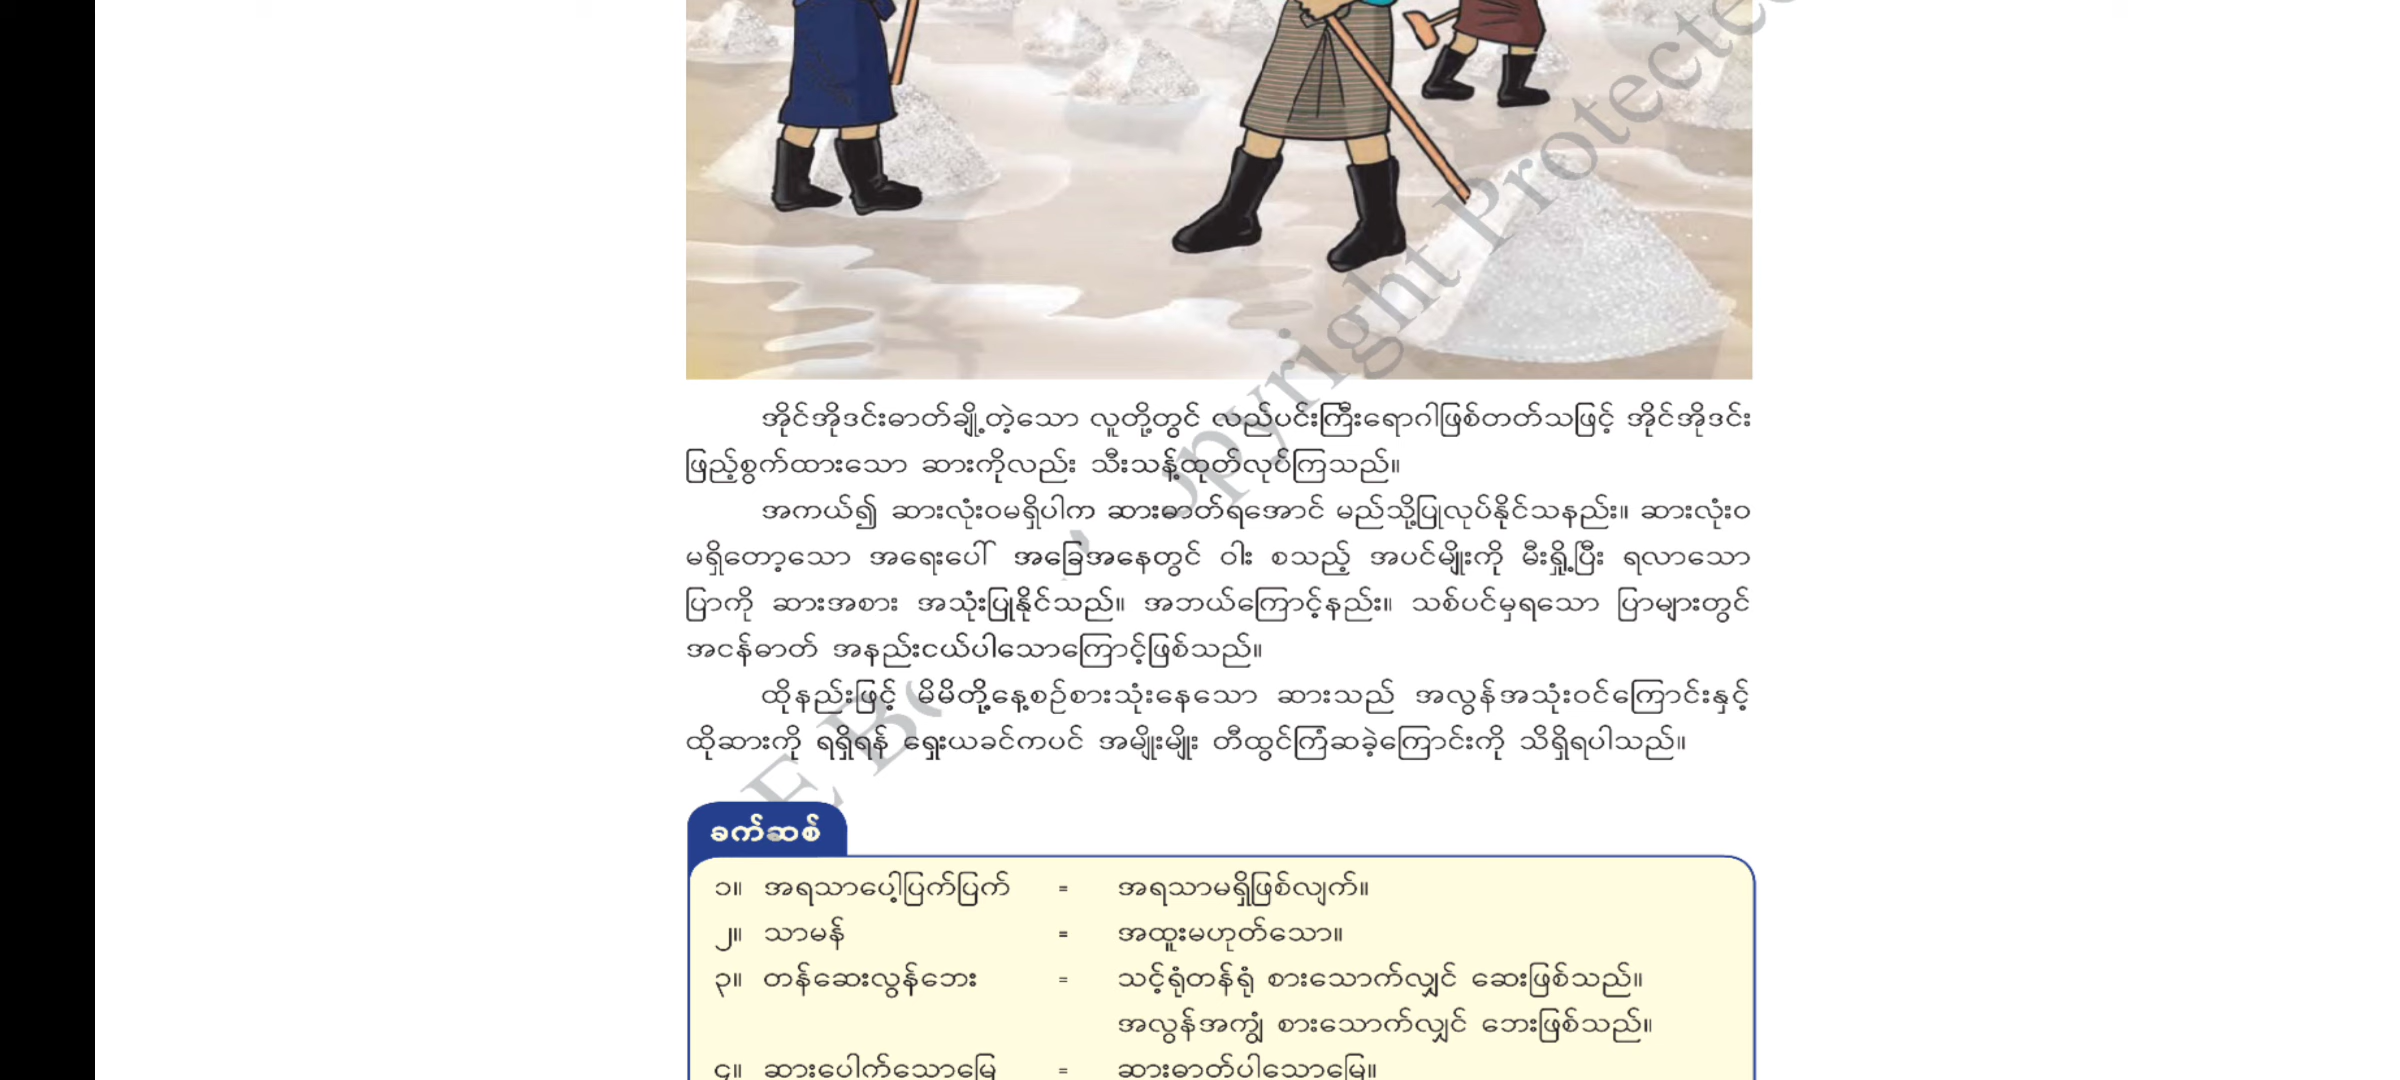 အိုင်အိုဒင်းဓာတ်ချို့တဲ့သော လူတို့တွင် လည်ပင်းကြီးရောဂါဖြစ်တတ်သဖြင့် အိုင်အိုဒင်း
ဖြည့်စွက်ထားသော ဆားကိုလည်း သီးသန့်ထုတ်လုပ်ကြသည်။
အကယ်၍ ဆားလုံးဝမရှိပါက ဆားဓာတ်ရအောင် မည်သို့ပြုလုပ်နိုင်သနည်း။ ဆားလုံးဝ
မရှိတော့သော အရေးပေါ် အခြေအနေတွင် ဝါး စသည့် အပင်မျိုးကို မီးရှို့ပြီး ရလာသော
ပြာကို ဆားအစား အသုံးပြုနိုင်သည်။ အဘယ်ကြောင့်နည်း။ သစ်ပင်မှရသော ပြာများတွင်
အငန်ဓာတ် အနည်းငယ်ပါသောကြောင့်ဖြစ်သည်။
ထိုနည်းဖြင့် မိမိတို့နေ့စဉ်စားသုံးနေသော ဆားသည် အလွန်အသုံးဝင်ကြောင်းနှင့်
ထိုဆားကို ရရှိရန် ရှေးယခင်ကပင် အမျိုးမျိုး တီထွင်ကြံဆခဲ့ကြောင်းကို သိရှိရပါသည်။
ခက်ဆစ်
၁။ အရသာပေါ့ပြက်ပြက် = အရသာမရှိဖြစ်လျက်။
၂။ သာမန် = အထူးမဟုတ်သော။
၃။ တန်ဆေးလွန်ဘေး = သင့်ရုံတန်ရုံ စားသောက်လျှင် ဆေးဖြစ်သည်။
အလွန်အကျွံ စားသောက်လျှင် ဘေးဖြစ်သည်။
၄။ ဆားပေါက်သောမြေ = ဆားဓာတ်ပါသောမြေ။